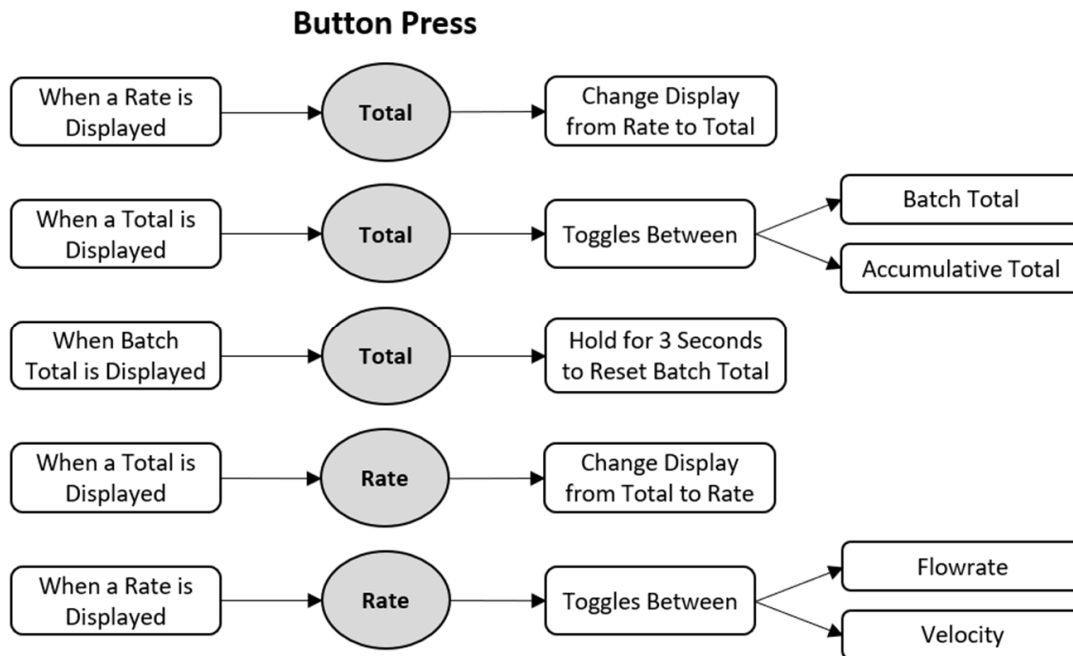 Button Press
When a Rate is
Displayed
Total
Change Display
from Rate to Total
When a Total is
Displayed
Total
Toggles Between
Batch Total
Accumulative Total
When Batch
Total is Displayed
Total
Hold for 3 Seconds
to Reset Batch Total
When a Total is
Displayed
Rate
Change Display
from Total to Rate
When a Rate is
Displayed
Rate
Toggles Between
Flowrate
Velocity